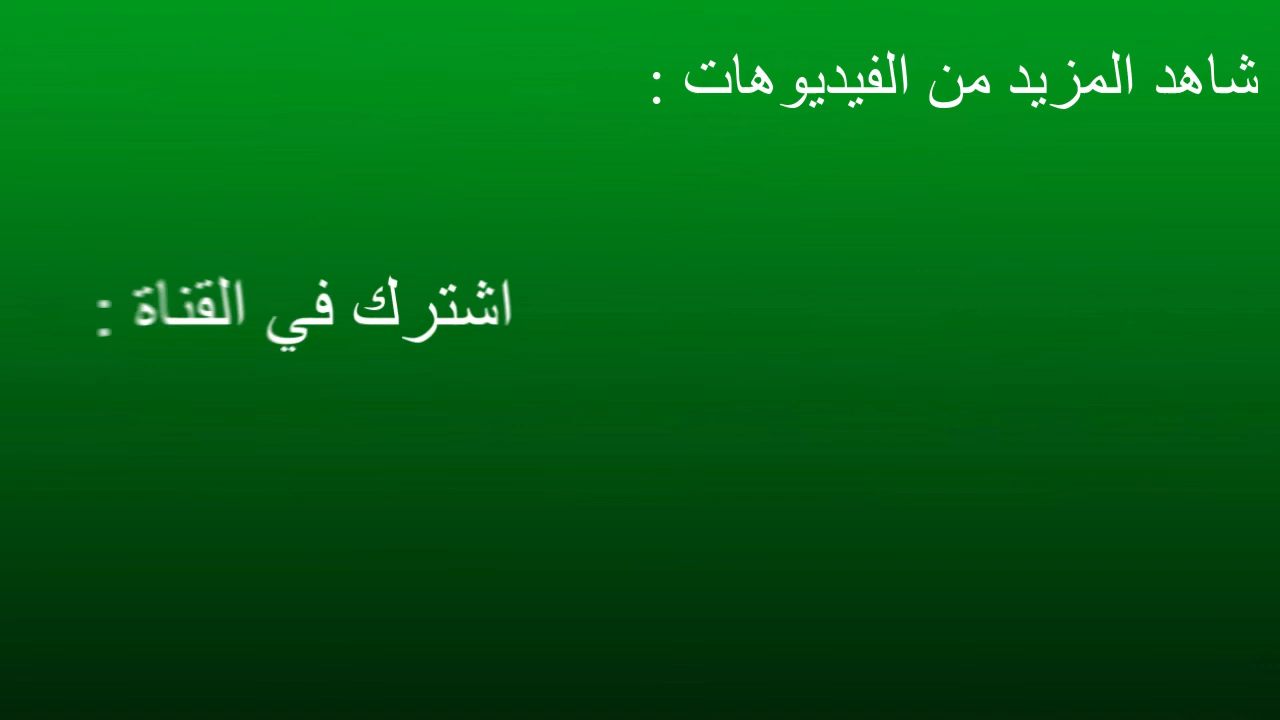 شاهد المزيد من الفيديوهات :
اشترك في القناة :